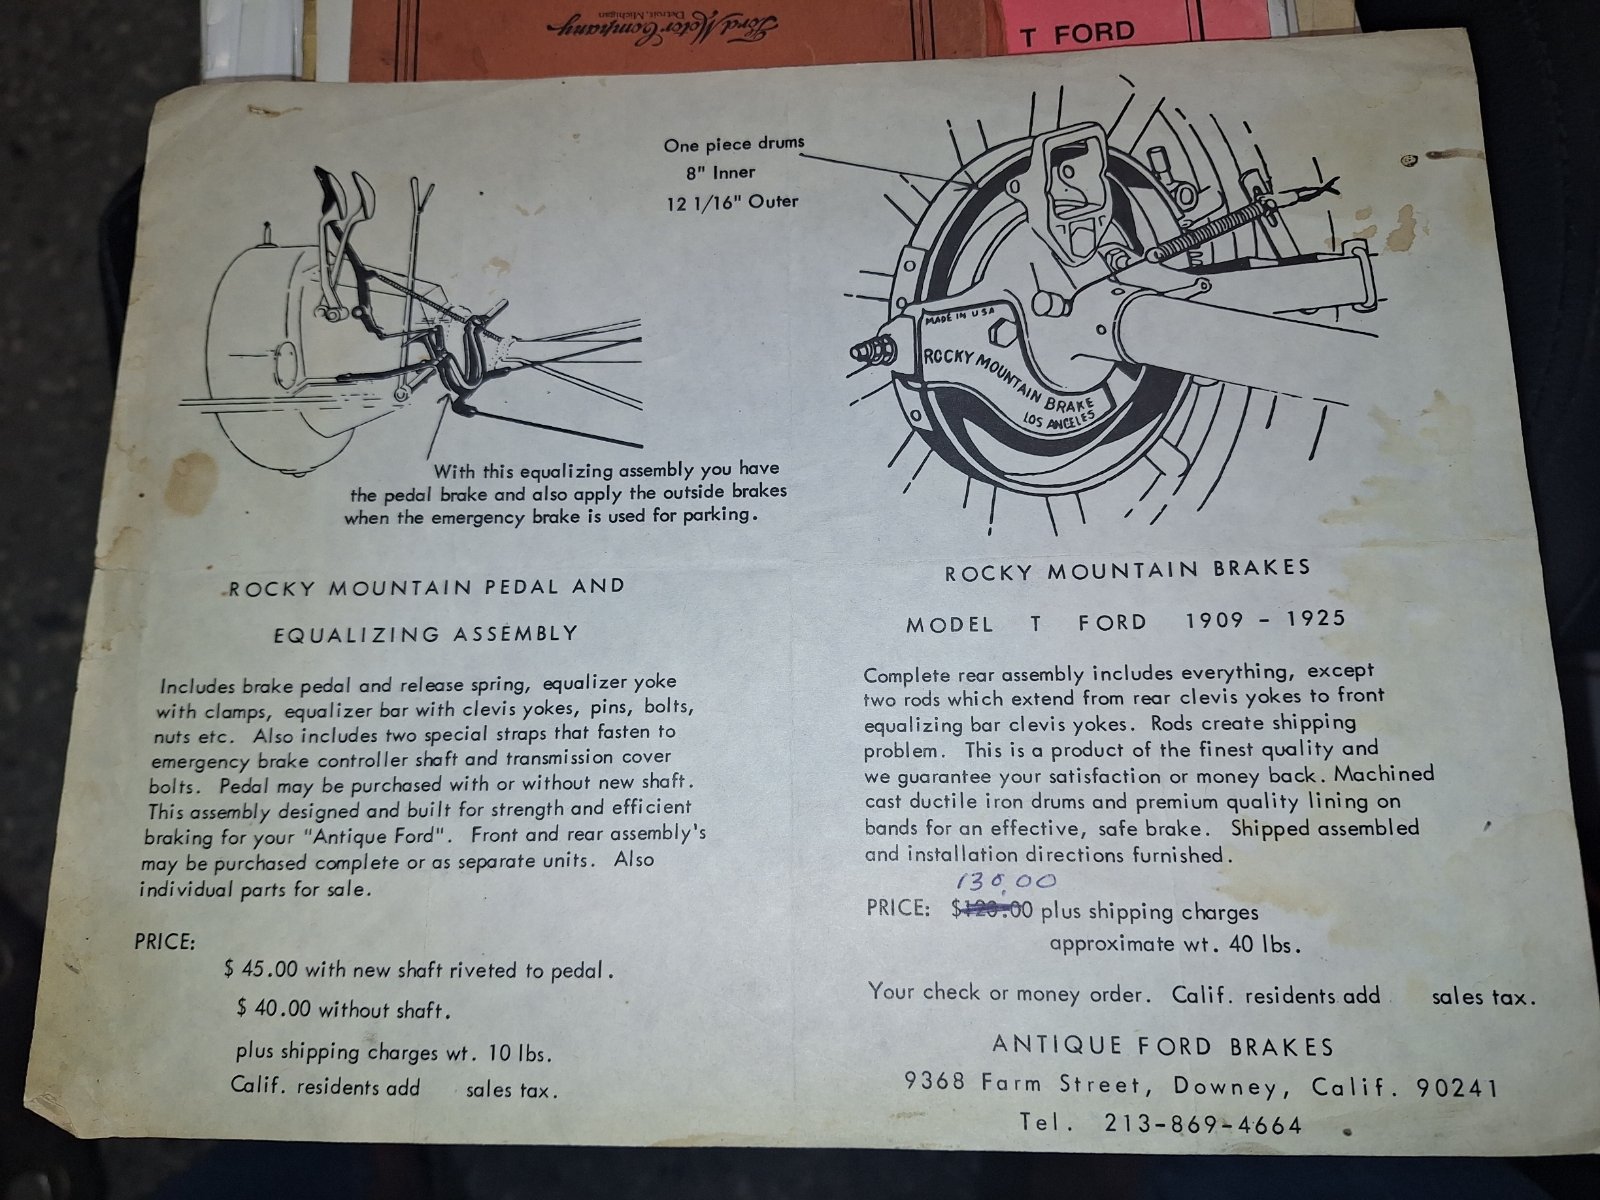 Ford Motor Company
Detroit, Michigan
T FORD
One piece drums
8" Inner
12 1/16" Outer
MADE IN USA
ROCKY MOUNTAIN BRAKE
LOS ANGELES
With this equalizing assembly you have
the pedal brake and also apply the outside brakes
when the emergency brake is used for parking.
ROCKY MOUNTAIN PEDAL AND
EQUALIZING ASSEMBLY
Includes brake pedal and release spring, equalizer yoke
with clamps, equalizer bar with clevis yokes, pins, bolts,
nuts etc. Also includes two special straps that fasten to
emergency brake controller shaft and transmission cover
bolts. Pedal may be purchased with or without new shaft.
This assembly designed and built for strength and efficient
braking for your "Antique Ford". Front and rear assembly's
may be purchased complete or as separate units. Also
individual parts for sale.
PRICE:
$ 45.00 with new shaft riveted to pedal.
$ 40.00 without shaft.
plus shipping charges wt. 10 lbs.
Calif. residents add sales tax.
ROCKY MOUNTAIN BRAKES
MODEL T FORD 1909 - 1925
Complete rear assembly includes everything, except
two rods which extend from rear clevis yokes to front
equalizing bar clevis yokes. Rods create shipping
problem. This is a product of the finest quality and
we guarantee your satisfaction or money back. Machined
cast ductile iron drums and premium quality lining on
bands for an effective, safe brake. Shipped assembled
and installation directions furnished.
130.00
PRICE: $ .00 plus shipping charges
approximate wt. 40 lbs.
Your check or money order. Calif. residents add sales tax.
ANTIQUE FORD BRAKES
9368 Farm Street, Downey, Calif. 90241
Tel. 213-869-4664